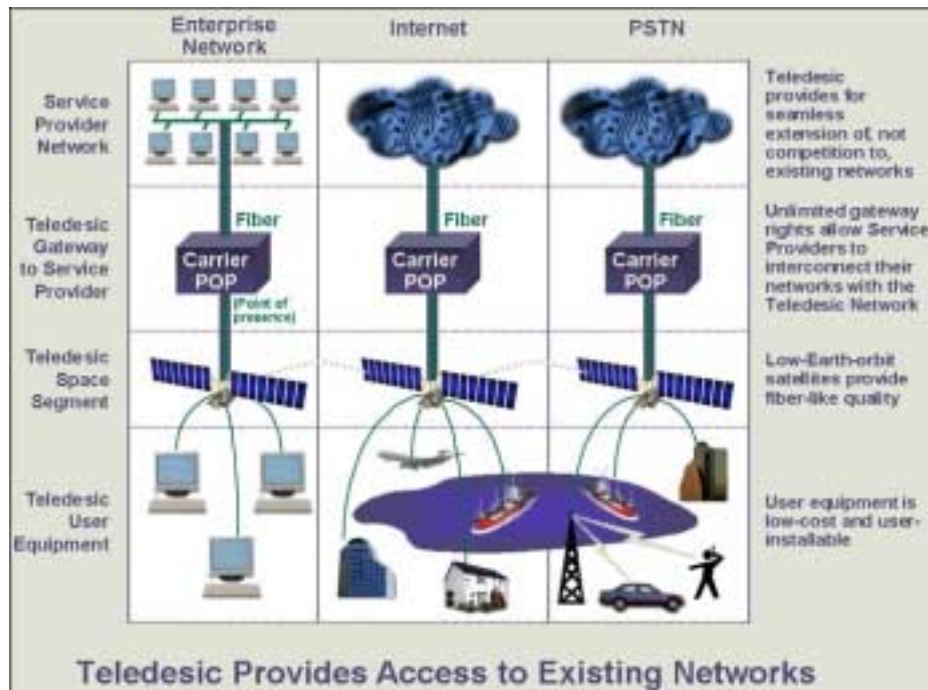 Enterprise
Network
Internet
PSTN
Service
Provider
Network
Teledesic
provides for
seamless
extension of, not
competition to,
existing networks
Teledesic
Gateway
to Service
Provider
Fiber
Carrier
POP
(Point of
presence)
Fiber
Carrier
POP
Fiber
Carrier
POP
Unlimited gateway
rights allow Service
Providers to
interconnect their
networks with the
Teledesic Network
Teledesic
Space
Segment
Low-Earth-orbit
satellites provide
fiber-like quality
Teledesic
User
Equipment
User equipment is
low-cost and user-
installable
Teledesic Provides Access to Existing Networks